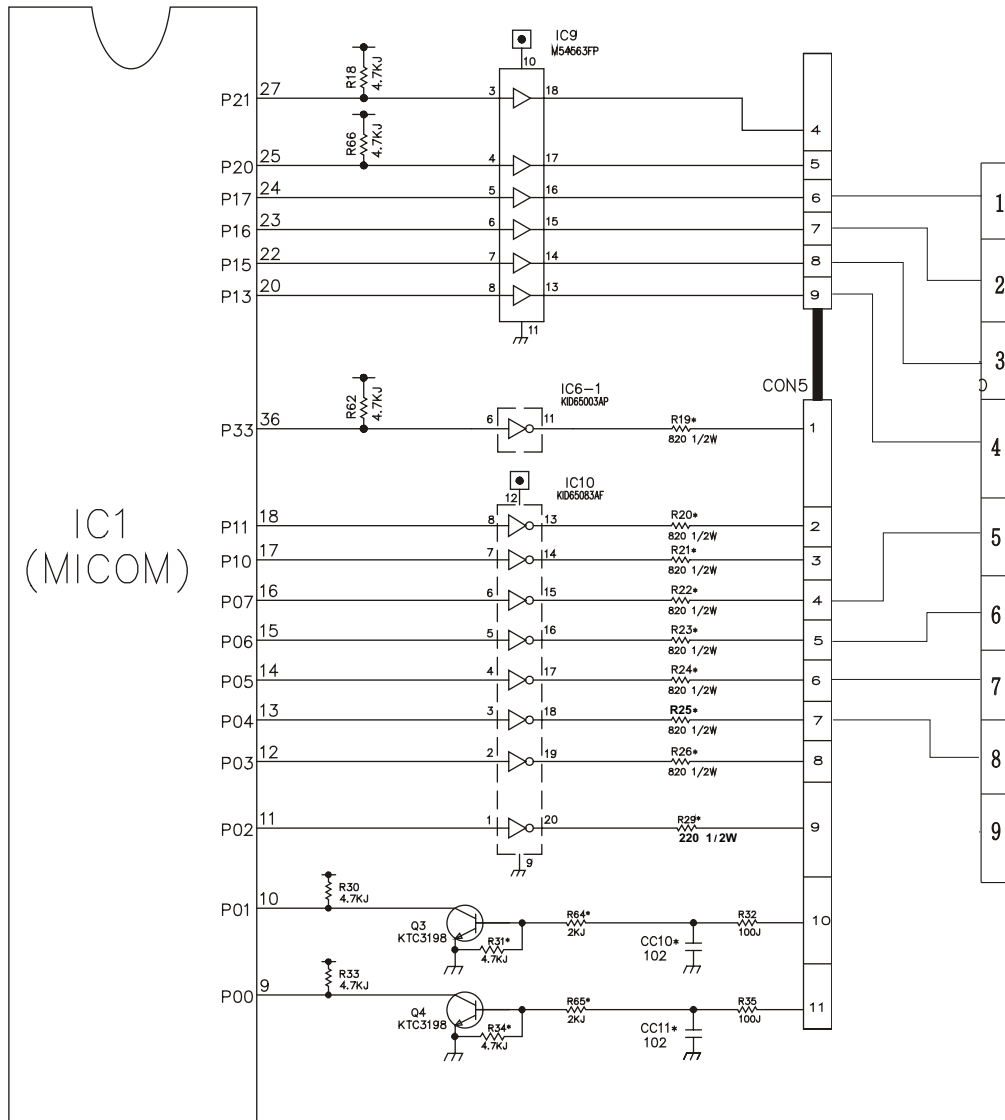 IC9
M54563FP
10
P21 27
R18
4.7KJ
3 18
4
R66
4.7KJ
P20 25 4 17 5
P17 24 5 16 6 1
P16 23 6 15 7 2
P15 22 7 14 8 3
P13 20 8 13 9 4
11
R62
4.7KJ
IC6-1
KID65003AP
CON5
P33 36 6 11 R19* 1
820 1/2W
IC10
KID65083AF
12
IC1
(MICOM)
P11 18 8 13 R20* 2
820 1/2W
P10 17 7 14 R21* 3
820 1/2W
P07 16 6 15 R22* 4 5
820 1/2W
P06 15 5 16 R23* 5 6
820 1/2W
P05 14 4 17 R24* 6 7
820 1/2W
P04 13 3 18 R25* 7 8
820 1/2W
P03 12 2 19 R26* 8
820 1/2W
P02 11 1 20 R29* 9 9
220 1/2W
9
P01 10
R30
4.7KJ
Q3
KTC3198
R31*
4.7KJ
R64*
2KJ
CC10*
102
R32
100J
10
P00 9
R33
4.7KJ
Q4
KTC3198
R34*
4.7KJ
R65*
2KJ
CC11*
102
R35
100J
11